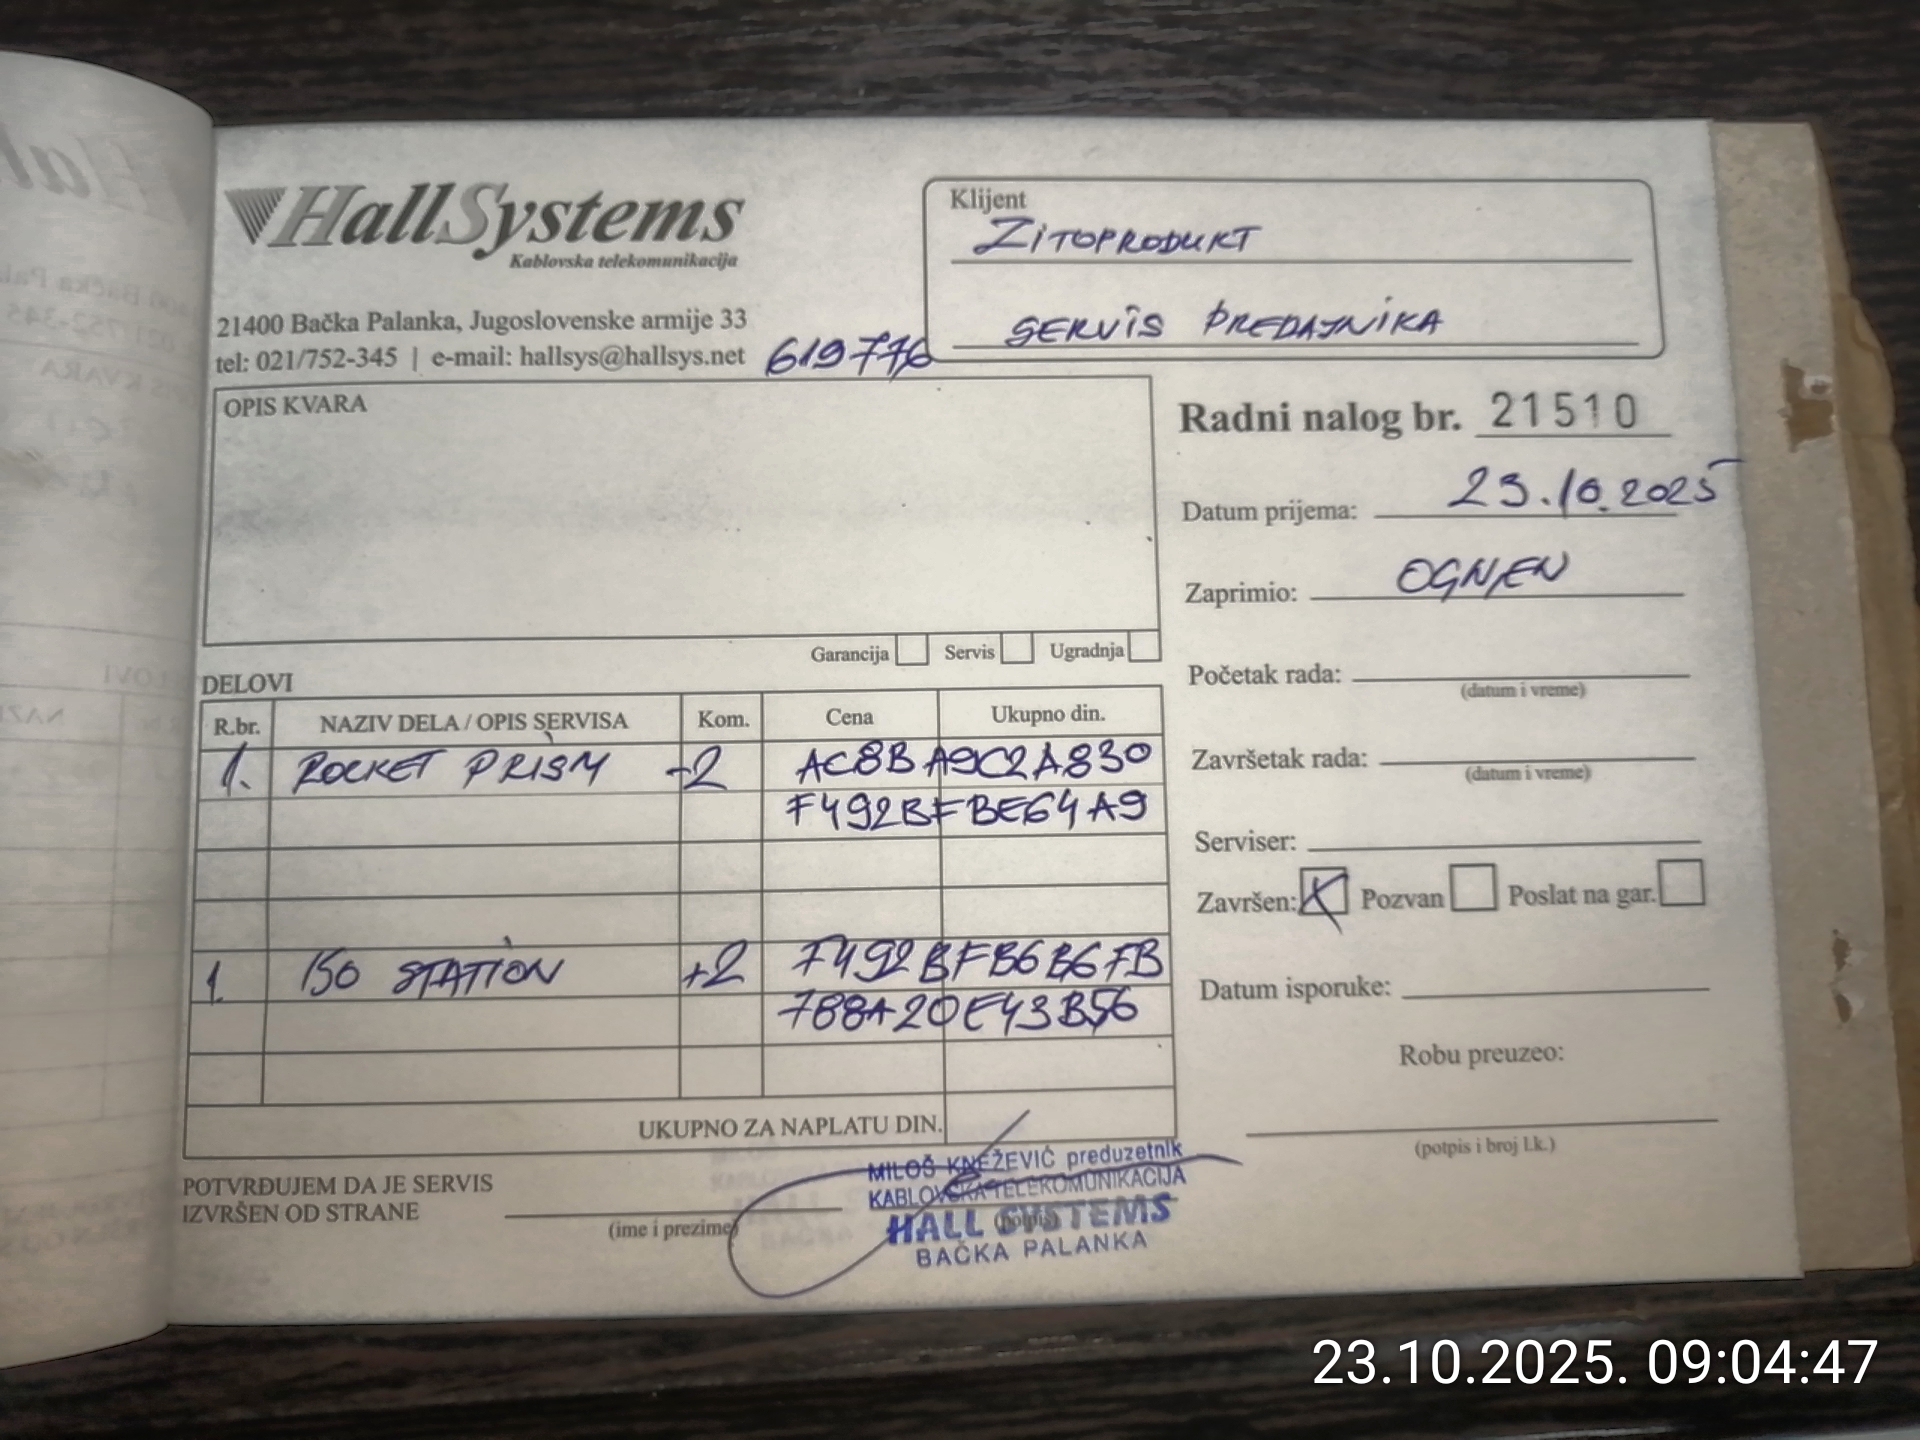 HallSystems
Kablovska telekomunikacija
21400 Bačka Palanka, Jugoslovenske armije 33
tel: 021/752-345 | e-mail: hallsys@hallsys.net
619776
Klijent
ZITOPRODUKT
SERVIS PREDAJNIKA
OPIS KVARA
Garancija Servis Ugradnja
Radni nalog br. 21510
Datum prijema: 23.10.2025
Zaprimio: OGNJEN
Početak rada:
(datum i vreme)
Završetak rada:
(datum i vreme)
Serviser:
Završen: X Pozvan Poslat na gar.
Datum isporuke:
Robu preuzeo:
(potpis i broj l.k.)
DELOVI
R.br. NAZIV DELA / OPIS SERVISA Kom. Cena Ukupno din.
1. ROCKET PRISM -2 AC8BA9C2A830
F492BFBE64A9
1. ISO STATION +2 F492BFB6B6FB
788A20E43B56
UKUPNO ZA NAPLATU DIN.
POTVRĐUJEM DA JE SERVIS
IZVRŠEN OD STRANE
(ime i prezime)
(potpis)
MILOŠ KNEŽEVIĆ preduzetnik
KABLOVSKA TELEKOMUNIKACIJA
HALL SYSTEMS
BAČKA PALANKA
23.10.2025. 09:04:47